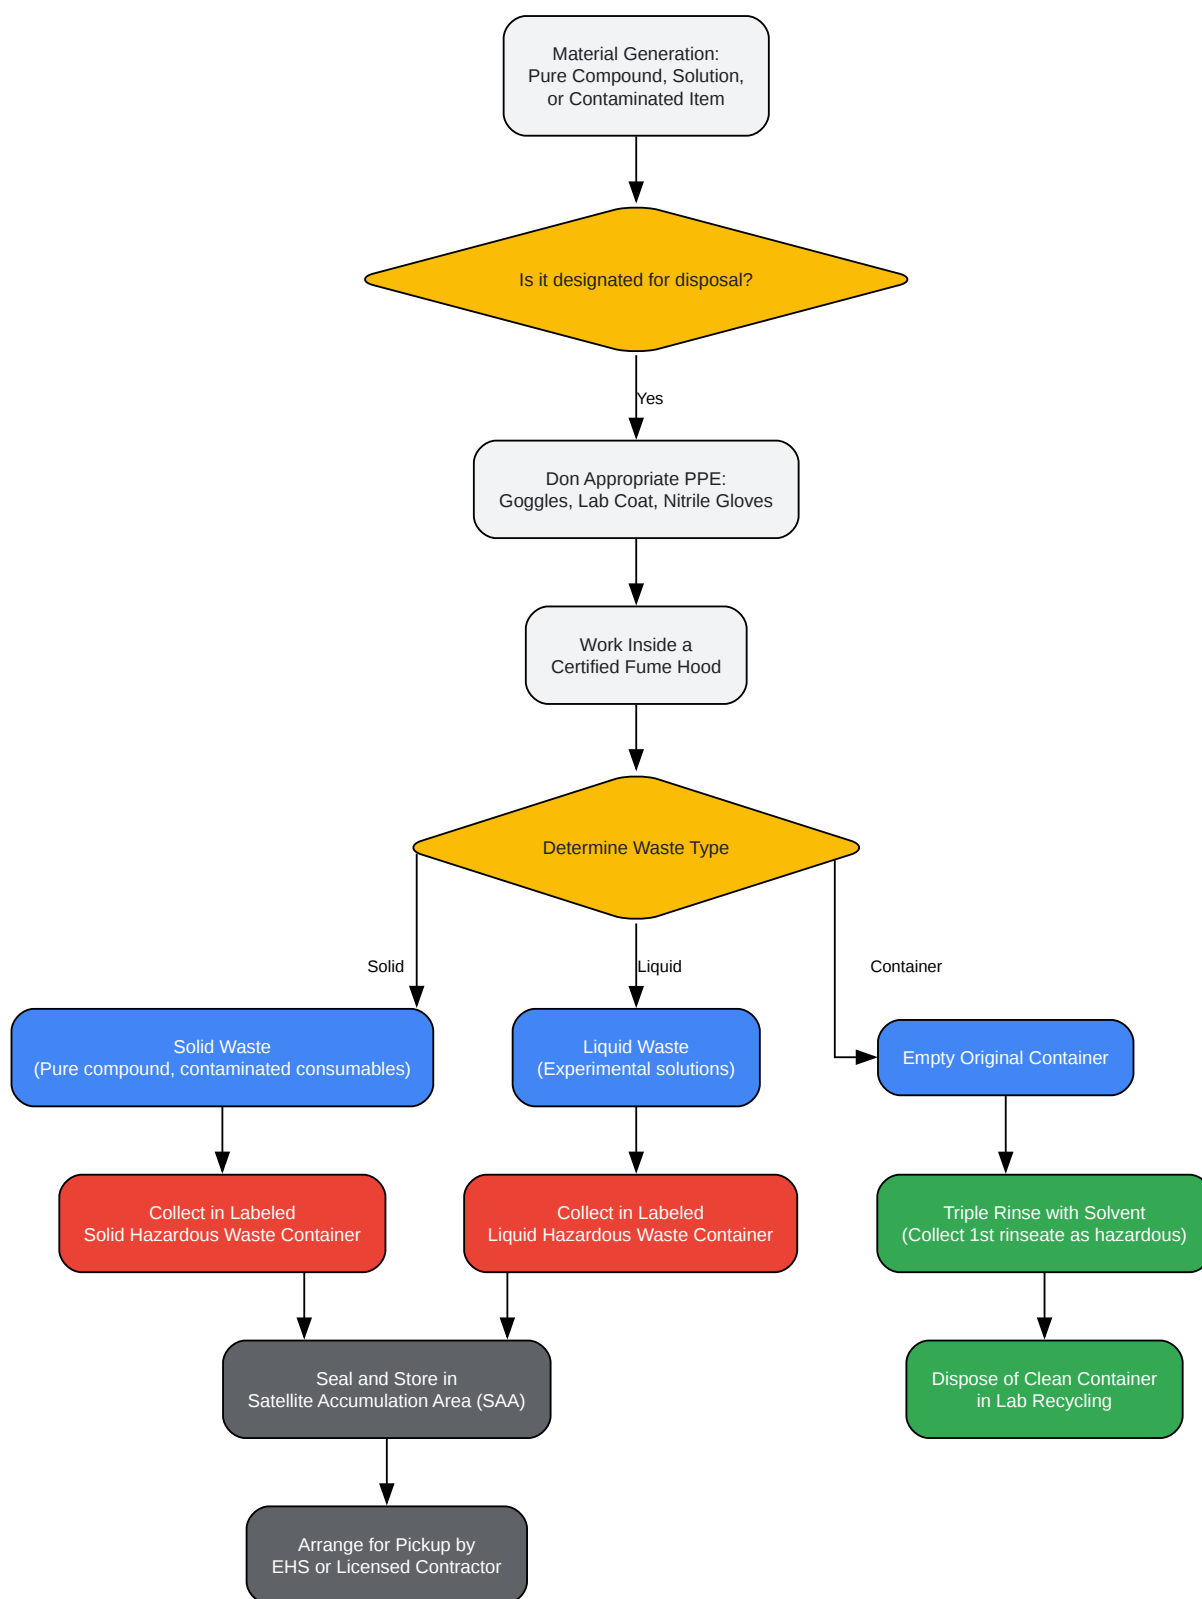 Material Generation:
Pure Compound, Solution,
or Contaminated Item
Is it designated for disposal?
Yes
Don Appropriate PPE:
Goggles, Lab Coat, Nitrile Gloves
Work Inside a
Certified Fume Hood
Determine Waste Type
Solid
Liquid
Container
Solid Waste
(Pure compound, contaminated consumables)
Liquid Waste
(Experimental solutions)
Empty Original Container
Collect in Labeled
Solid Hazardous Waste Container
Collect in Labeled
Liquid Hazardous Waste Container
Triple Rinse with Solvent
(Collect 1st rinseate as hazardous)
Seal and Store in
Satellite Accumulation Area (SAA)
Dispose of Clean Container
in Lab Recycling
Arrange for Pickup by
EHS or Licensed Contractor